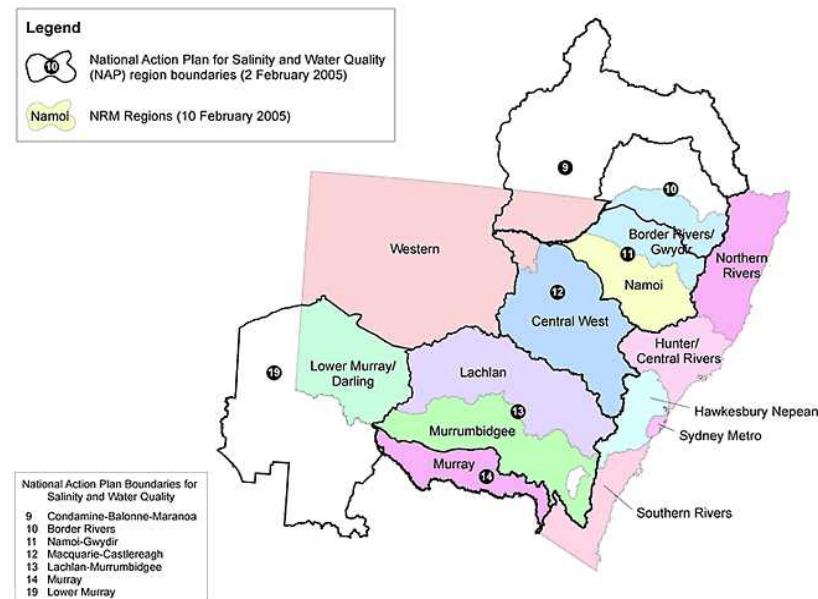 Legend
10
National Action Plan for Salinity and Water Quality
(NAP) region boundaries (2 February 2005)
Namoi
NRM Regions (10 February 2005)
9
10
Border Rivers/
Gwydir
Northern
Rivers
Western
11
Namoi
12
Central West
Hunter/
Central Rivers
Lower Murray/
Darling
19
Lachlan
13
Hawkesbury Nepean
Sydney Metro
Murrumbidgee
Murray
14
Southern Rivers
National Action Plan Boundaries for
Salinity and Water Quality
9 Condamine-Balonne-Maranoa
10 Border Rivers
11 Namoi-Gwydir
12 Macquarie-Castlereagh
13 Lachlan-Murrumbidgee
14 Murray
19 Lower Murray